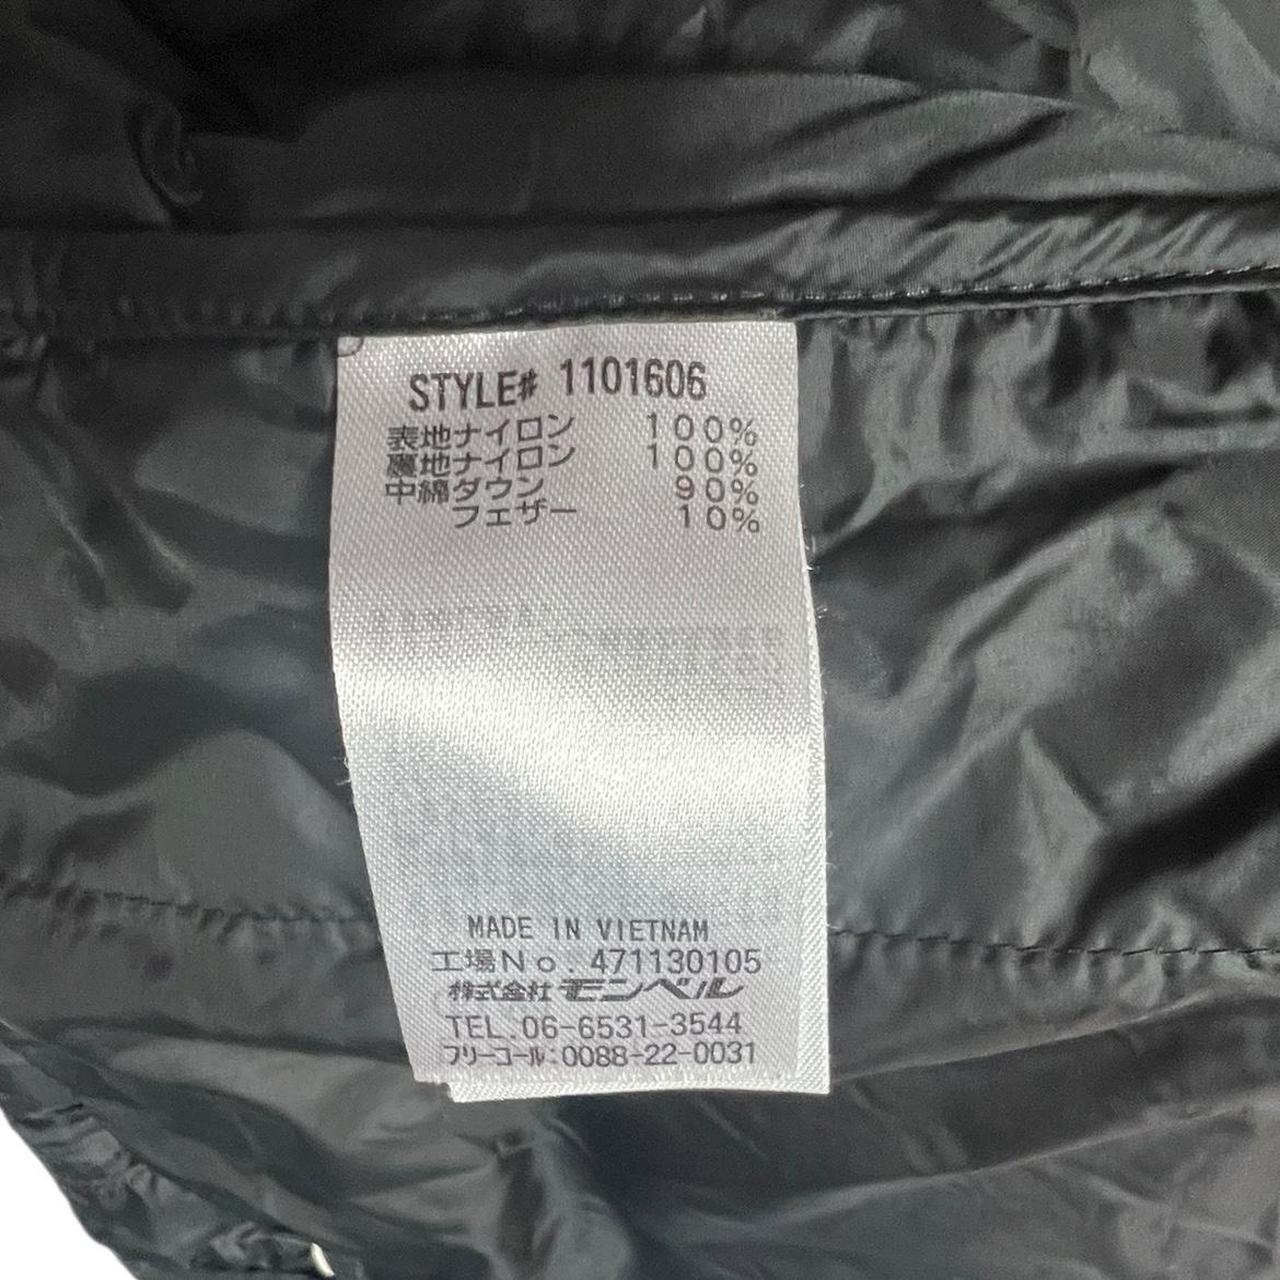 STYLE# 1101606
表地ナイロン 100%
裏地ナイロン 100%
中綿ダウン 90%
フェザー 10%
MADE IN VIETNAM
工場No. 471130105
株式会社モンベル
TEL.06-6531-3544
フリーコール:0088-22-0031